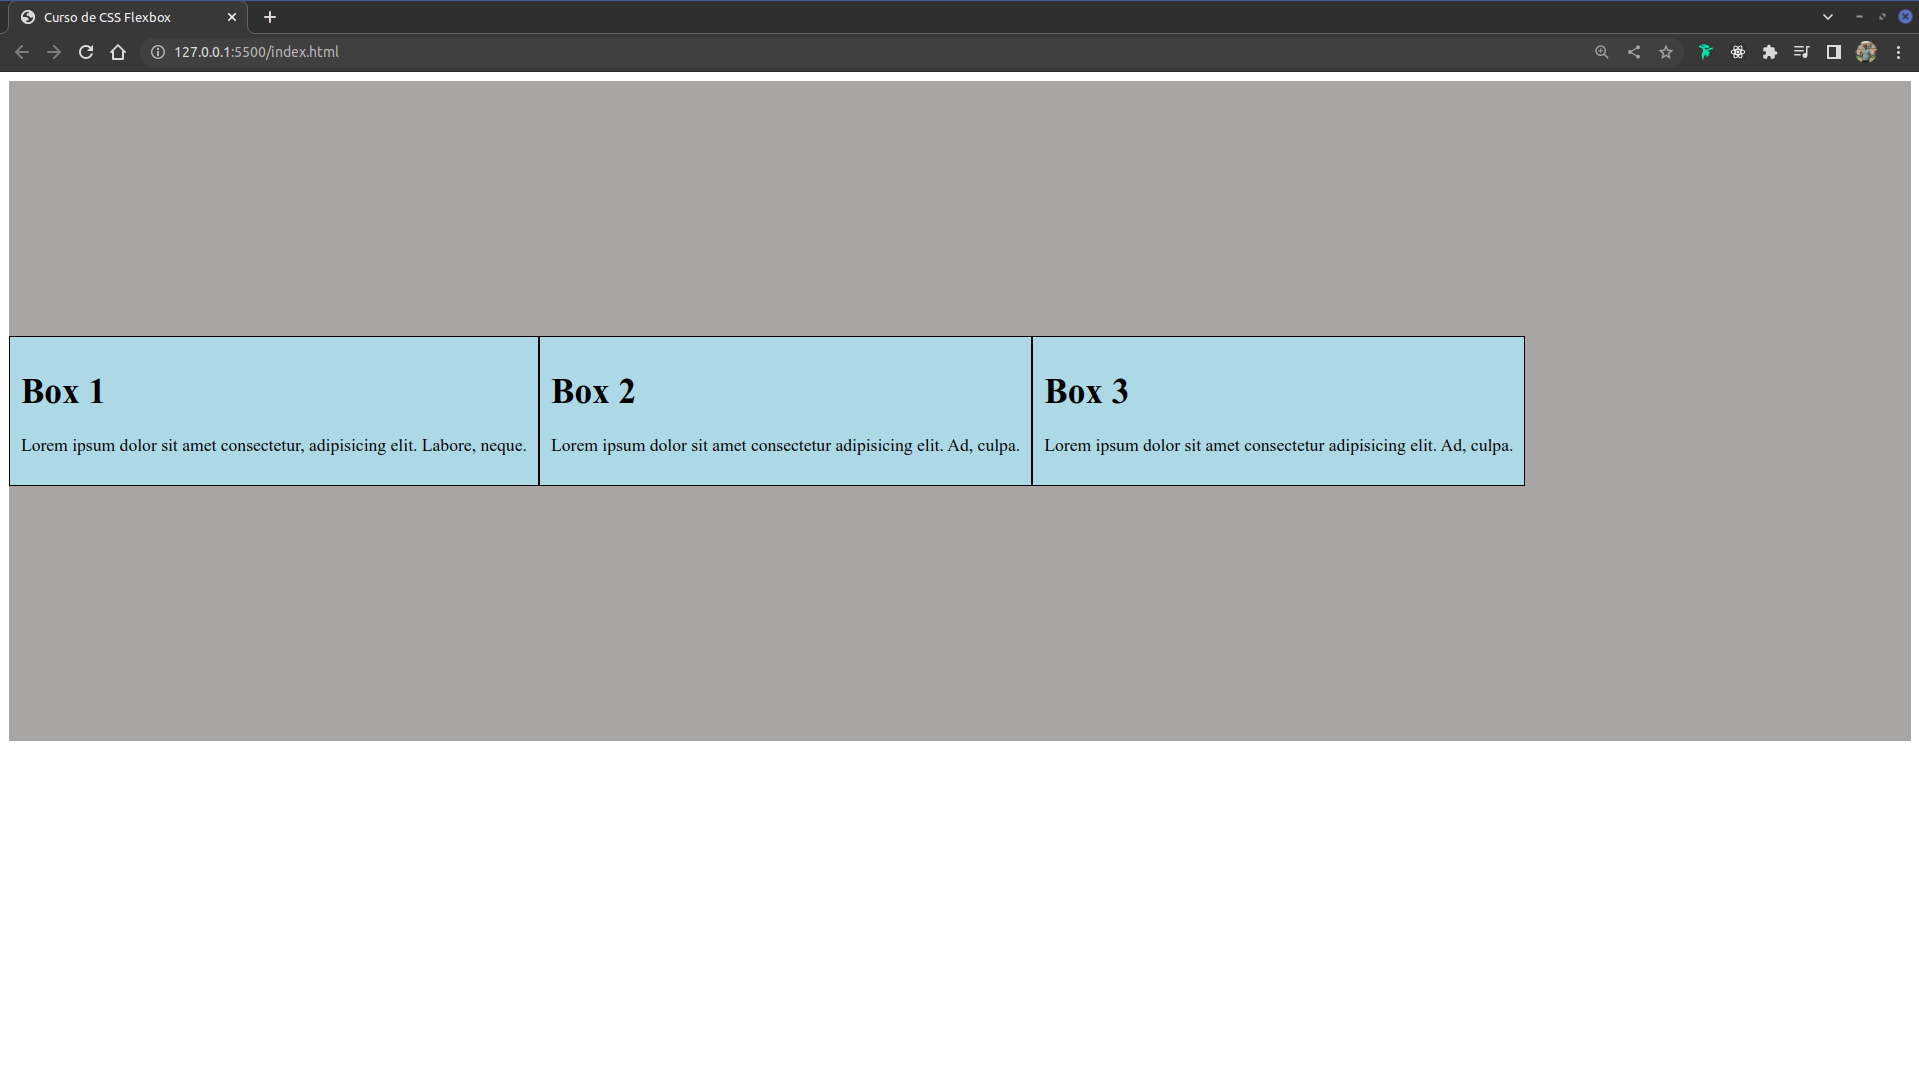 Curso de CSS Flexbox
127.0.0.1:5500/index.html
Box 1
Lorem ipsum dolor sit amet consectetur, adipisicing elit. Labore, neque.
Box 2
Lorem ipsum dolor sit amet consectetur adipisicing elit. Ad, culpa.
Box 3
Lorem ipsum dolor sit amet consectetur adipisicing elit. Ad, culpa.